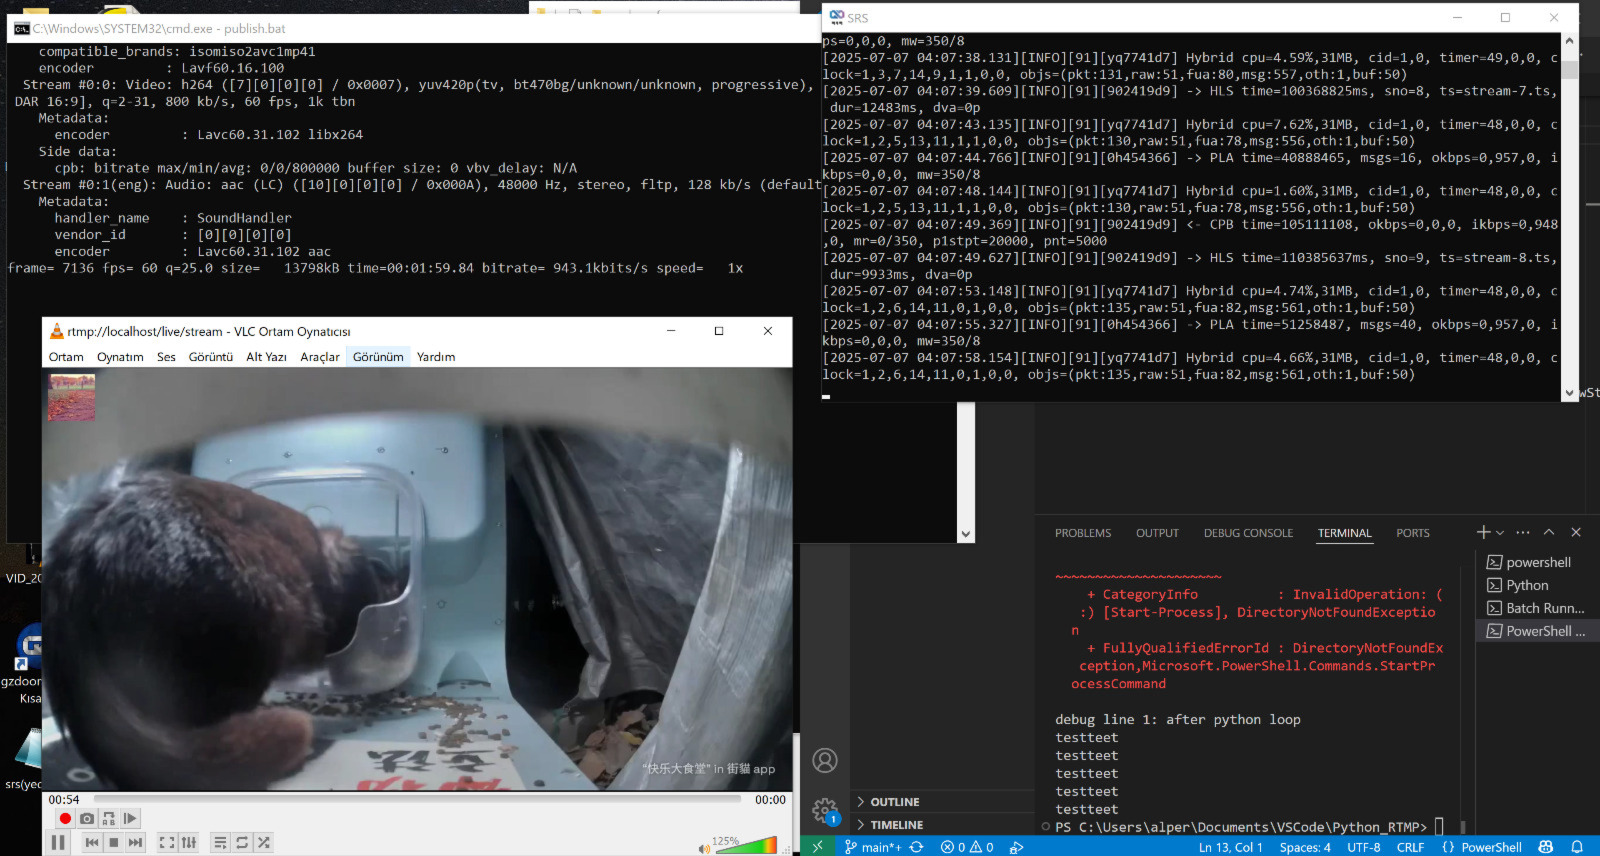 C:\Windows\SYSTEM32\cmd.exe - publish.bat
compatible_brands: isomiso2avc1mp41
encoder : Lavf60.16.100
Stream #0:0: Video: h264 ([7][0][0][0] / 0x0007), yuv420p(tv, bt470bg/unknown/unknown, progressive),
DAR 16:9], q=2-31, 800 kb/s, 60 fps, 1k tbn
Metadata:
encoder : Lavc60.31.102 libx264
Side data:
cpb: bitrate max/min/avg: 0/0/800000 buffer size: 0 vbv_delay: N/A
Stream #0:1(eng): Audio: aac (LC) ([10][0][0][0] / 0x000A), 48000 Hz, stereo, fltp, 128 kb/s (default
Metadata:
handler_name : SoundHandler
vendor_id : [0][0][0][0]
encoder : Lavc60.31.102 aac
frame= 7136 fps= 60 q=25.0 size= 13798kB time=00:01:59.84 bitrate= 943.1kbits/s speed= 1x
SRS
ps=0,0,0, mw=350/8
[2025-07-07 04:07:38.131][INFO][91][yq7741d7] Hybrid cpu=4.59%,31MB, cid=1,0, timer=49,0,0, c
lock=1,3,7,14,9,1,1,0,0, objs=(pkt:131,raw:51,fua:80,msg:557,oth:1,buf:50)
[2025-07-07 04:07:39.609][INFO][91][902419d9] -> HLS time=100368825ms, sno=8, ts=stream-7.ts,
dur=12483ms, dva=0p
[2025-07-07 04:07:43.135][INFO][91][yq7741d7] Hybrid cpu=7.62%,31MB, cid=1,0, timer=48,0,0, c
lock=1,2,5,13,11,1,1,0,0, objs=(pkt:130,raw:51,fua:78,msg:556,oth:1,buf:50)
[2025-07-07 04:07:44.766][INFO][91][0h454366] -> PLA time=40888465, msgs=16, okbps=0,957,0, i
kbps=0,0,0, mw=350/8
[2025-07-07 04:07:48.144][INFO][91][yq7741d7] Hybrid cpu=1.60%,31MB, cid=1,0, timer=48,0,0, c
lock=1,2,5,13,11,1,1,0,0, objs=(pkt:130,raw:51,fua:78,msg:556,oth:1,buf:50)
[2025-07-07 04:07:49.369][INFO][91][902419d9] <- CPB time=105111108, okbps=0,0,0, ikbps=0,948
,0, mr=0/350, p1stpt=20000, pnt=5000
[2025-07-07 04:07:49.627][INFO][91][902419d9] -> HLS time=110385637ms, sno=9, ts=stream-8.ts,
dur=9933ms, dva=0p
[2025-07-07 04:07:53.148][INFO][91][yq7741d7] Hybrid cpu=4.74%,31MB, cid=1,0, timer=48,0,0, c
lock=1,2,6,14,11,0,1,0,0, objs=(pkt:135,raw:51,fua:82,msg:561,oth:1,buf:50)
[2025-07-07 04:07:55.327][INFO][91][0h454366] -> PLA time=51258487, msgs=40, okbps=0,957,0, i
kbps=0,0,0, mw=350/8
[2025-07-07 04:07:58.154][INFO][91][yq7741d7] Hybrid cpu=4.66%,31MB, cid=1,0, timer=48,0,0, c
lock=1,2,6,14,11,0,1,0,0, objs=(pkt:135,raw:51,fua:82,msg:561,oth:1,buf:50)
rtmp://localhost/live/stream - VLC Ortam Oynatıcısı
Ortam Oynatım Ses Görüntü Alt Yazı Araçlar Görünüm Yardım
"快乐大食堂" in 街貓 app
00:54 00:00
125%
VID_20
gzdoor
Kısa
srs(yec
wSt
PROBLEMS OUTPUT DEBUG CONSOLE TERMINAL PORTS
~~~~~~~~~~~~~~~~~~~~~
+ CategoryInfo : InvalidOperation: (
:) [Start-Process], DirectoryNotFoundExceptio
n
+ FullyQualifiedErrorId : DirectoryNotFoundEx
ception,Microsoft.PowerShell.Commands.StartPr
ocessCommand
debug line 1: after python loop
testteet
testteet
testteet
testteet
testteet
PS C:\Users\alper\Documents\VSCode\Python_RTMP>
powershell
Python
Batch Runn...
PowerShell ...
OUTLINE
TIMELINE
1
main*+ 0 0 Ln 13, Col 1 Spaces: 4 UTF-8 CRLF {} PowerShell